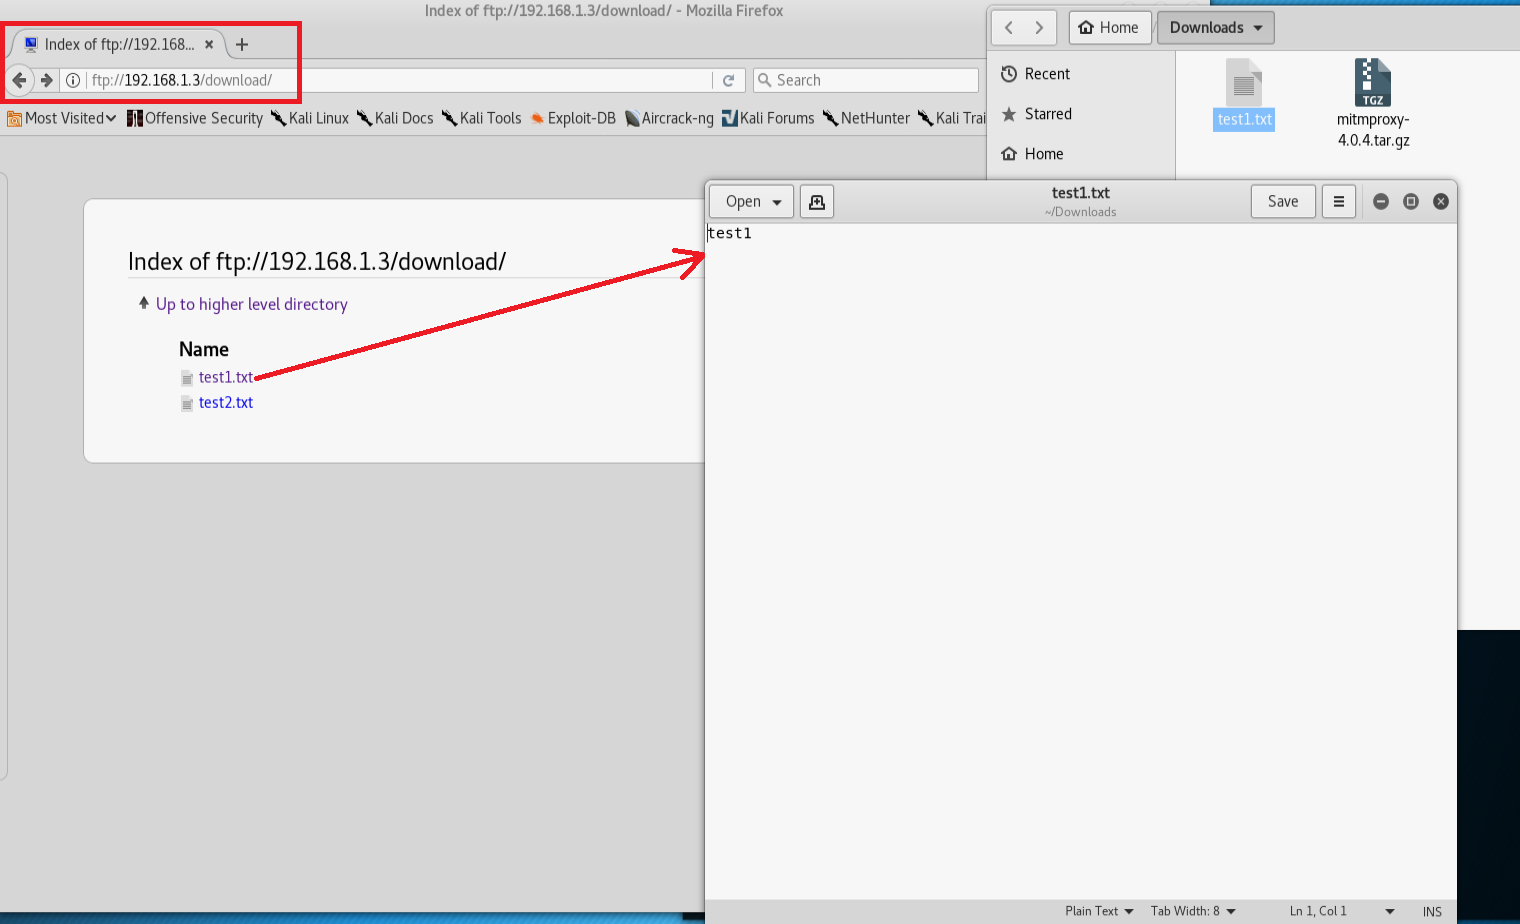 Index of ftp://192.168.1.3/download/ - Mozilla Firefox
Index of ftp://192.168...
ftp://192.168.1.3/download/
Search
Most Visited
Offensive Security
Kali Linux
Kali Docs
Kali Tools
Exploit-DB
Aircrack-ng
Kali Forums
NetHunter
Kali Trai
Index of ftp://192.168.1.3/download/
Up to higher level directory
Name
test1.txt
test2.txt
Home
/
Downloads
Recent
Starred
Home
test1.txt
TGZ
mitmproxy-
4.0.4.tar.gz
Open
test1.txt
~/Downloads
Save
test1
Plain Text
Tab Width: 8
Ln 1, Col 1
INS